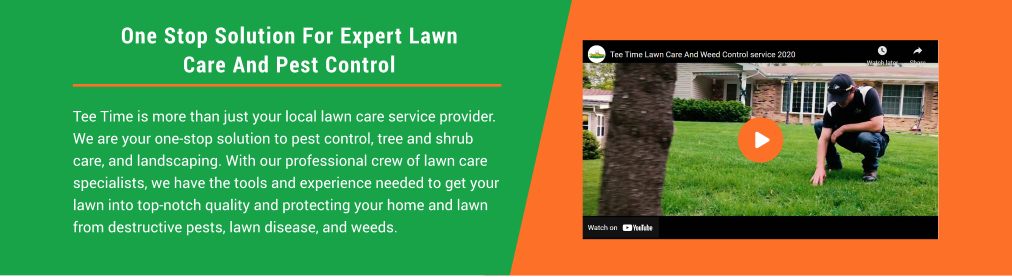 One Stop Solution For Expert Lawn
Care And Pest Control
Tee Time is more than just your local lawn care service provider.
We are your one-stop solution to pest control, tree and shrub
care, and landscaping. With our professional crew of lawn care
specialists, we have the tools and experience needed to get your
lawn into top-notch quality and protecting your home and lawn
from destructive pests, lawn disease, and weeds.
Tee Time Lawn Care And Weed Control service 2020
Watch later Share
Watch on YouTube